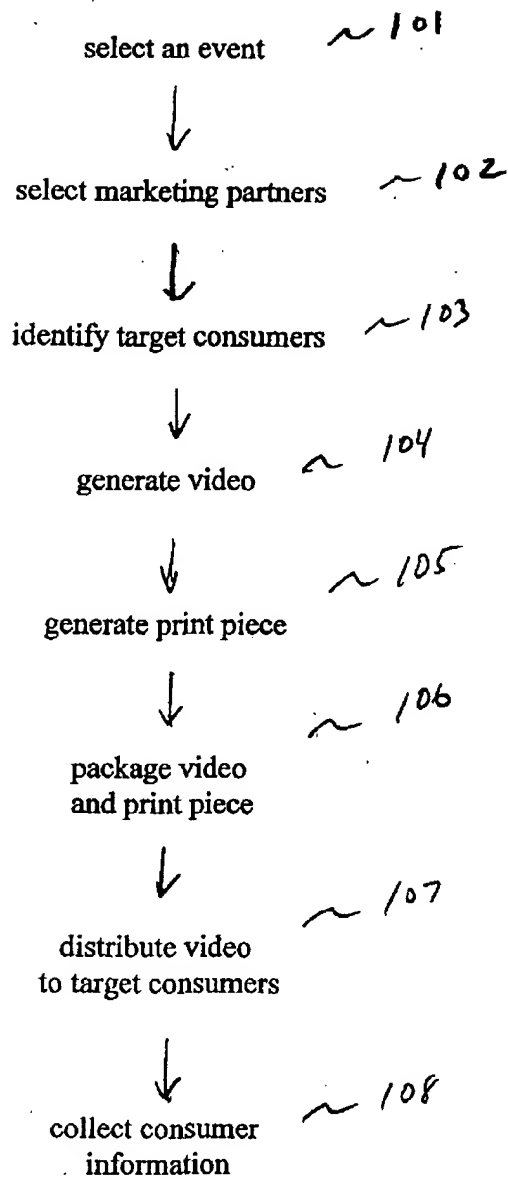 select an event ~ 101
select marketing partners ~ 102
identify target consumers ~ 103
generate video ~ 104
generate print piece ~ 105
package video ~ 106
and print piece
distribute video ~ 107
to target consumers
collect consumer ~ 108
information